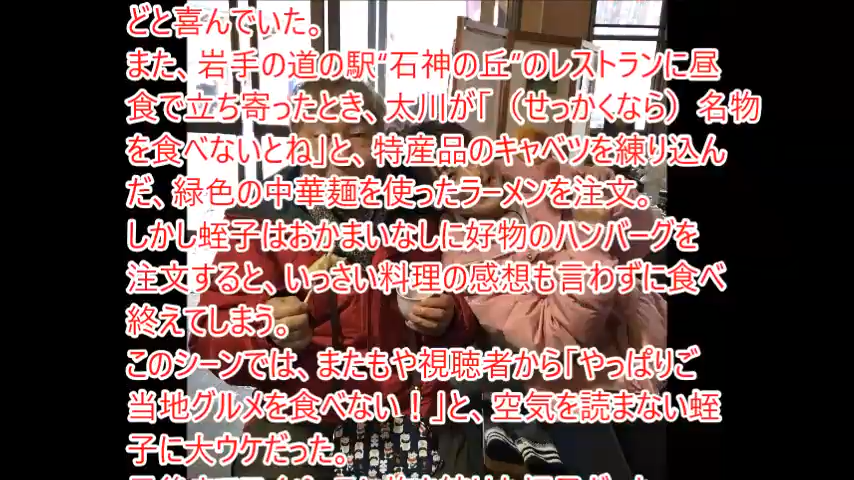 どと喜んでいた。
また、岩手の道の駅“石神の丘”のレストランに昼
食で立ち寄ったとき、太川が「（せっかくなら）名物
を食べないとね」と、特産品のキャベツを練り込ん
だ、緑色の中華麺を使ったラーメンを注文。
しかし蛭子はおかまいなしに好物のハンバーグを
注文すると、いっさい料理の感想も言わずに食べ
終えてしまう。
このシーンでは、またもや視聴者から「やっぱりご
当地グルメを食べない！」と、空気を読まない蛭
子に大ウケだった。